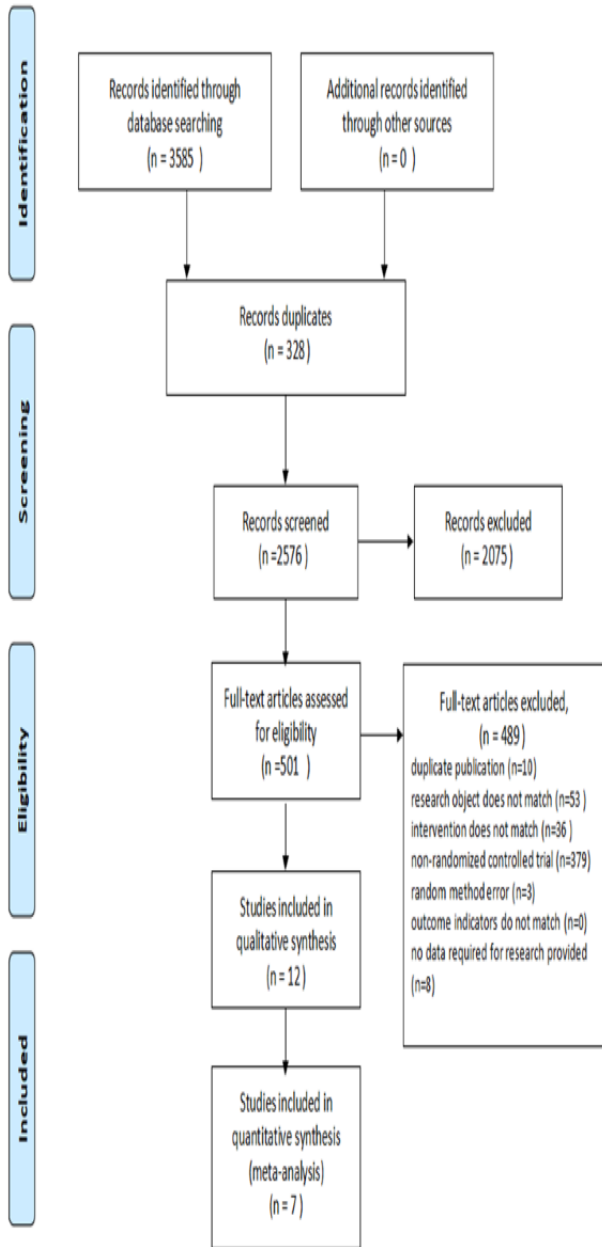 Identification
Records identified through
database searching
(n = 3585 )
Additional records identified
through other sources
(n = 0 )
Records duplicates
(n = 328)
Screening
Records screened
(n =2576)
Records excluded
(n = 2075)
Eligibility
Full-text articles assessed
for eligibility
(n =501 )
Full-text articles excluded,
(n = 489)
duplicate publication (n=10)
research object does not match (n=53 )
intervention does not match (n=36 )
non-randomized controlled trial (n=379)
random method error (n=3)
outcome indicators do not match (n=0)
no data required for research provided
(n=8)
Studies included in
qualitative synthesis
(n = 12)
Included
Studies included in
quantitative synthesis
(meta-analysis)
(n = 7)